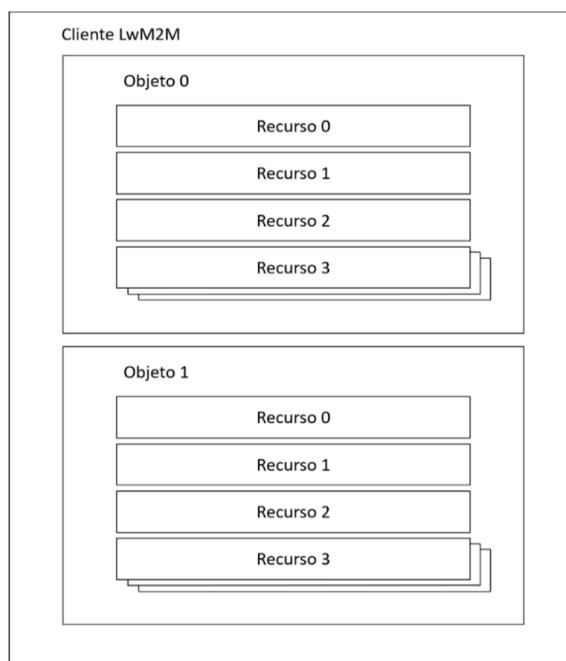 Cliente LwM2M
Objeto 0
Recurso 0
Recurso 1
Recurso 2
Recurso 3
Objeto 1
Recurso 0
Recurso 1
Recurso 2
Recurso 3